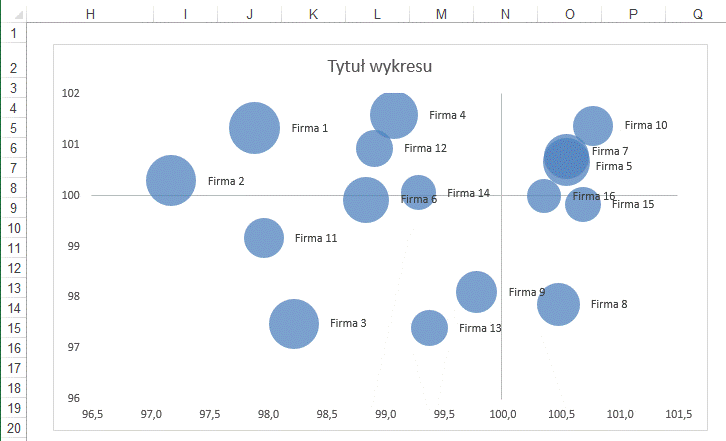 H I J K L M N O P Q
1
2
3
4
5
6
7
8
9
10
11
12
13
14
15
16
17
18
19
20
Tytuł wykresu
102
101
100
99
98
97
96
96,5 97,0 97,5 98,0 98,5 99,0 99,5 100,0 100,5 101,0 101,5
Firma 4
Firma 10
Firma 1
Firma 12
Firma 7
Firma 5
Firma 2
Firma 14
Firma 6
Firma 16
Firma 15
Firma 11
Firma 9
Firma 8
Firma 3
Firma 13